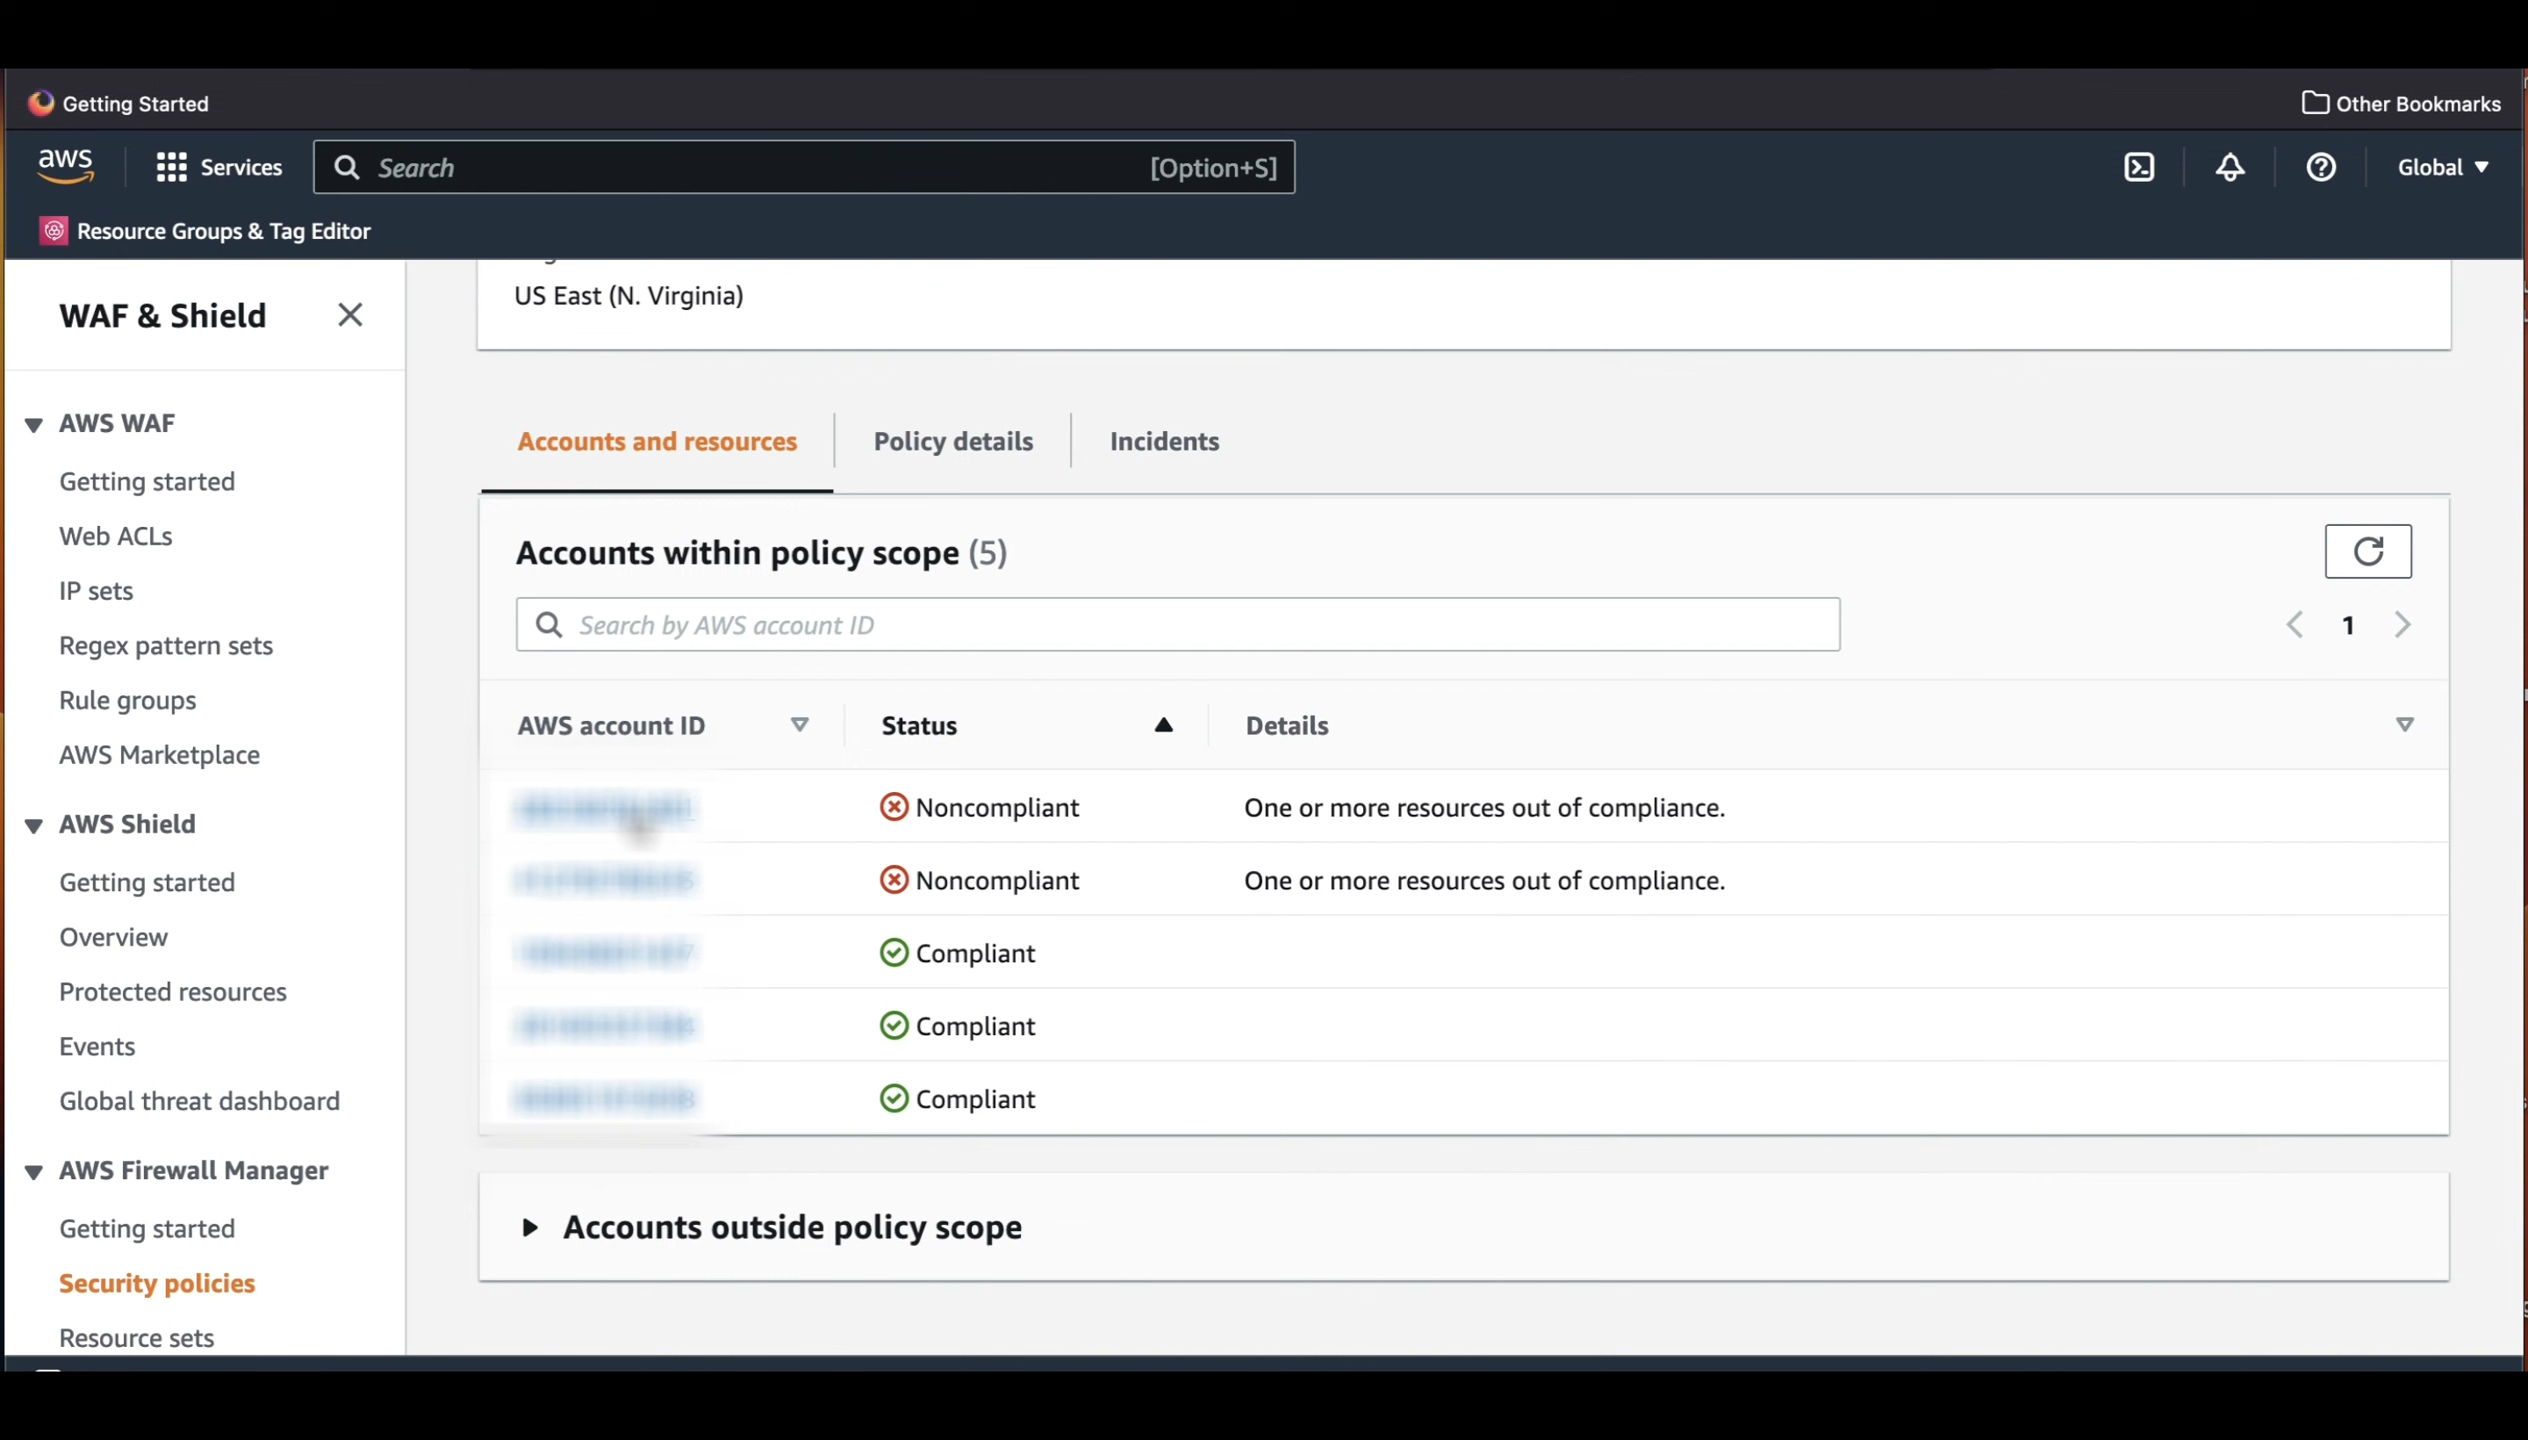 Getting Started
Other Bookmarks
aws
Services
Search
[Option+S]
Global
Resource Groups & Tag Editor
WAF & Shield
AWS WAF
Getting started
Web ACLs
IP sets
Regex pattern sets
Rule groups
AWS Marketplace
AWS Shield
Getting started
Overview
Protected resources
Events
Global threat dashboard
AWS Firewall Manager
Getting started
Security policies
Resource sets
US East (N. Virginia)
Accounts and resources
Policy details
Incidents
Accounts within policy scope (5)
Search by AWS account ID
1
AWS account ID
Status
Details
Noncompliant
One or more resources out of compliance.
Noncompliant
One or more resources out of compliance.
Compliant
Compliant
Compliant
Accounts outside policy scope